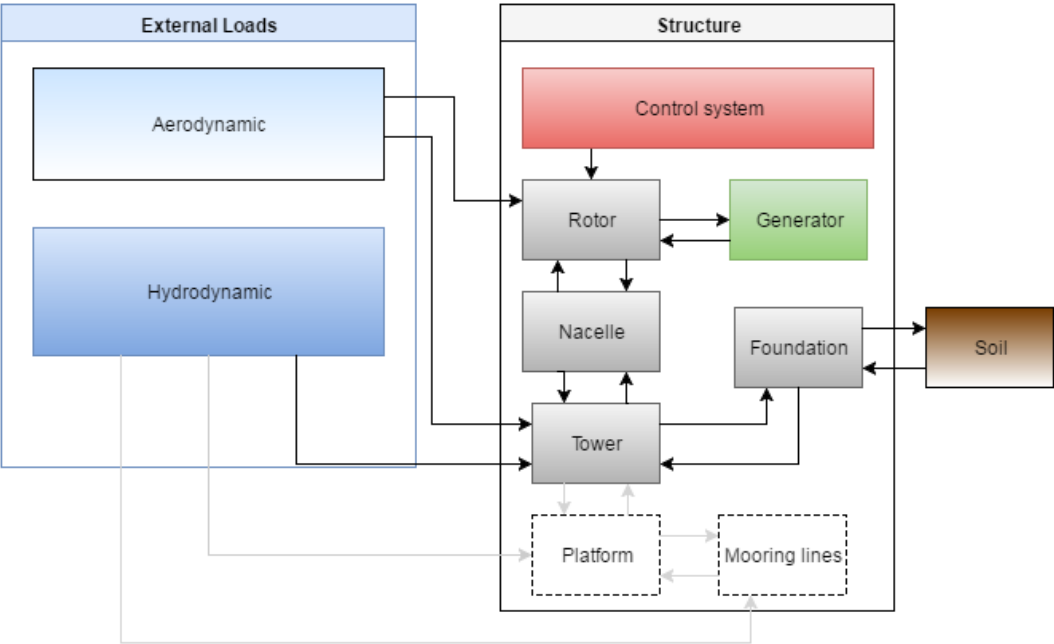 External Loads
Structure
Aerodynamic
Control system
Rotor
Generator
Hydrodynamic
Nacelle
Foundation
Soil
Tower
Platform
Mooring lines